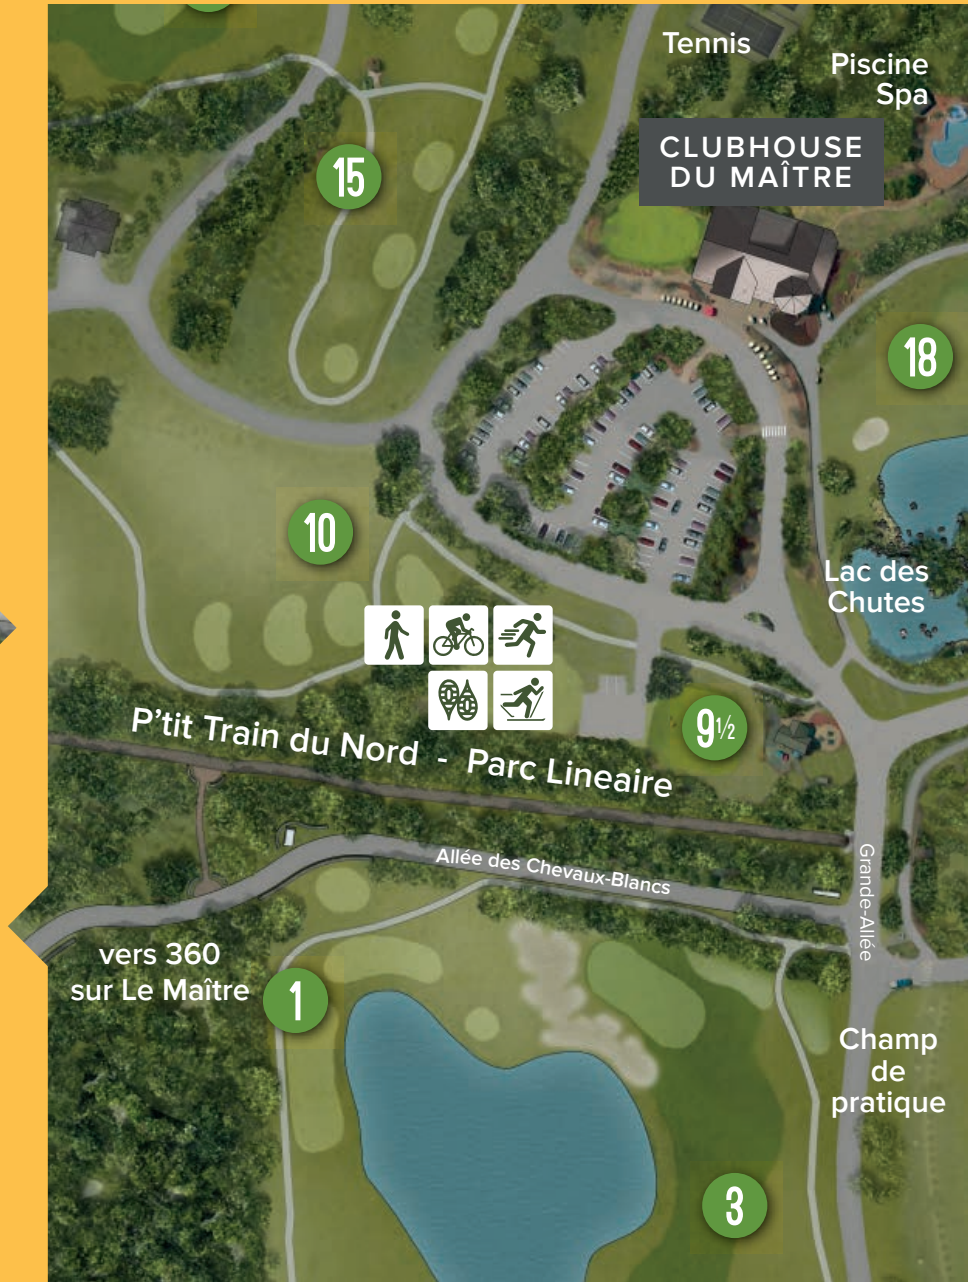 Tennis
Piscine
Spa
CLUBHOUSE
DU MAÎTRE
15
18
10
Lac des
Chutes
9½
P'tit Train du Nord - Parc Lineaire
Allée des Chevaux-Blancs
Grande-Allée
vers 360
sur Le Maître
1
Champ
de
pratique
3